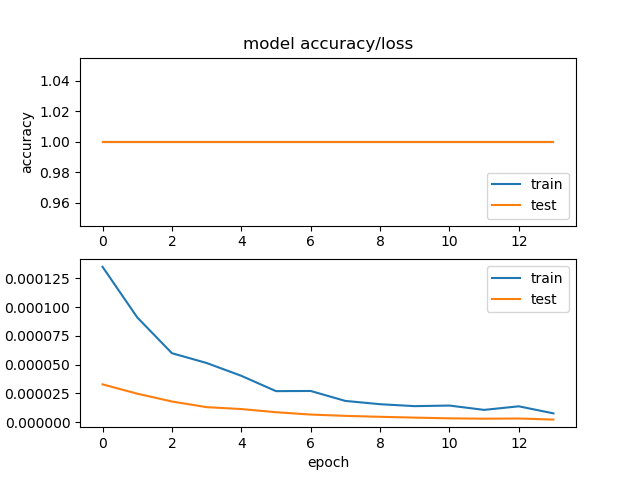 model accuracy/loss
accuracy
1.04
1.02
1.00
0.98
0.96
train
test
0 2 4 6 8 10 12
0.000125
0.000100
0.000075
0.000050
0.000025
0.000000
train
test
0 2 4 6 8 10 12
epoch